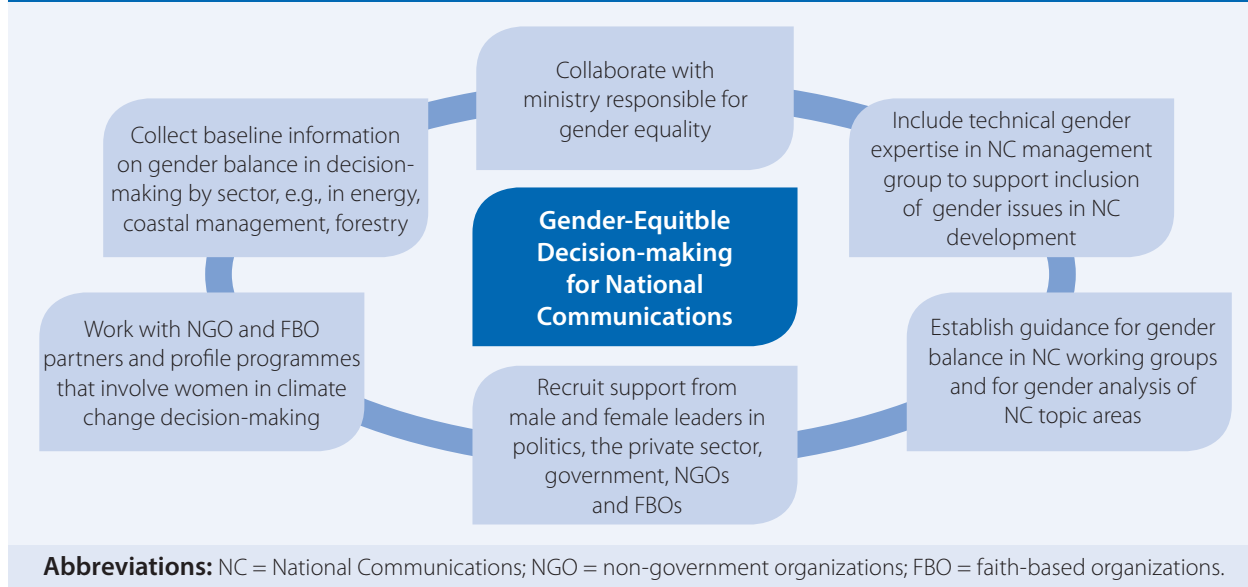 Collaborate with
ministry responsible for
gender equality
Include technical gender
expertise in NC management
group to support inclusion
of gender issues in NC
development
Establish guidance for gender
balance in NC working groups
and for gender analysis of
NC topic areas
Recruit support from
male and female leaders in
politics, the private sector,
government, NGOs
and FBOs
Work with NGO and FBO
partners and profile programmes
that involve women in climate
change decision-making
Collect baseline information
on gender balance in decision-
making by sector, e.g., in energy,
coastal management, forestry
Gender-Equitble
Decision-making
for National
Communications
Abbreviations: NC = National Communications; NGO = non-government organizations; FBO = faith-based organizations.